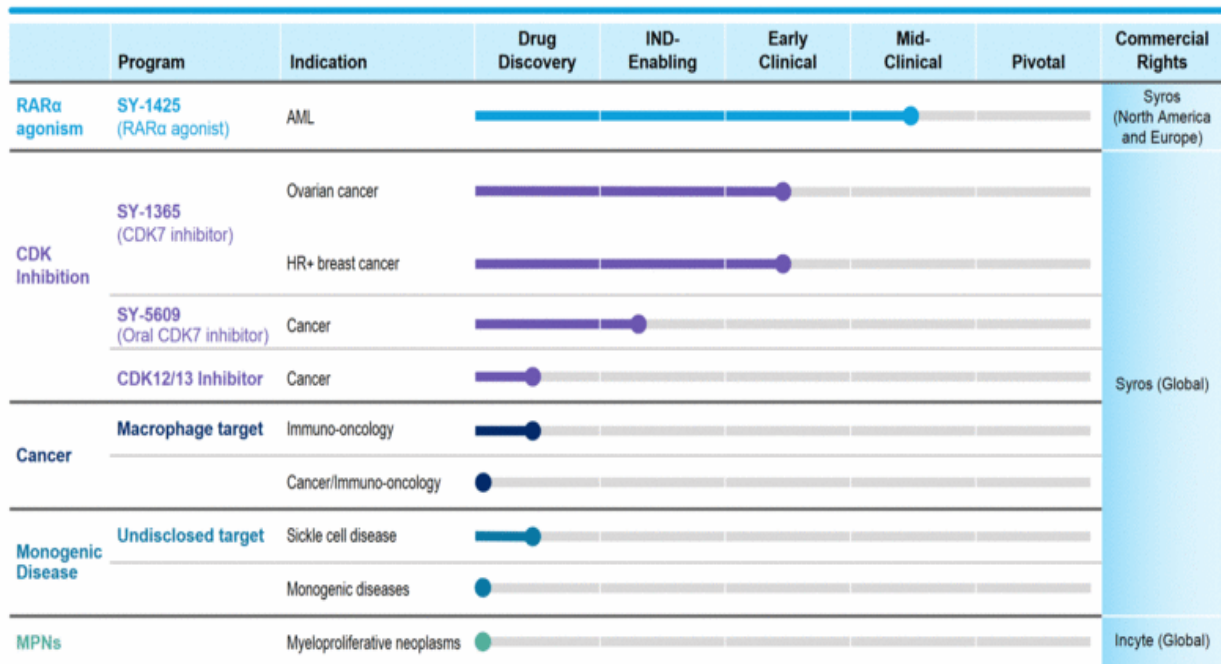 Program
Indication
Drug
Discovery
IND-
Enabling
Early
Clinical
Mid-
Clinical
Pivotal
Commercial
Rights
RARα
agonism
SY-1425
(RARα agonist)
AML
Syros
(North America
and Europe)
CDK
Inhibition
SY-1365
(CDK7 inhibitor)
Ovarian cancer
HR+ breast cancer
SY-5609
(Oral CDK7 inhibitor)
Cancer
CDK12/13 Inhibitor
Cancer
Syros (Global)
Cancer
Macrophage target
Immuno-oncology
Cancer/Immuno-oncology
Monogenic
Disease
Undisclosed target
Sickle cell disease
Monogenic diseases
MPNs
Myeloproliferative neoplasms
Incyte (Global)